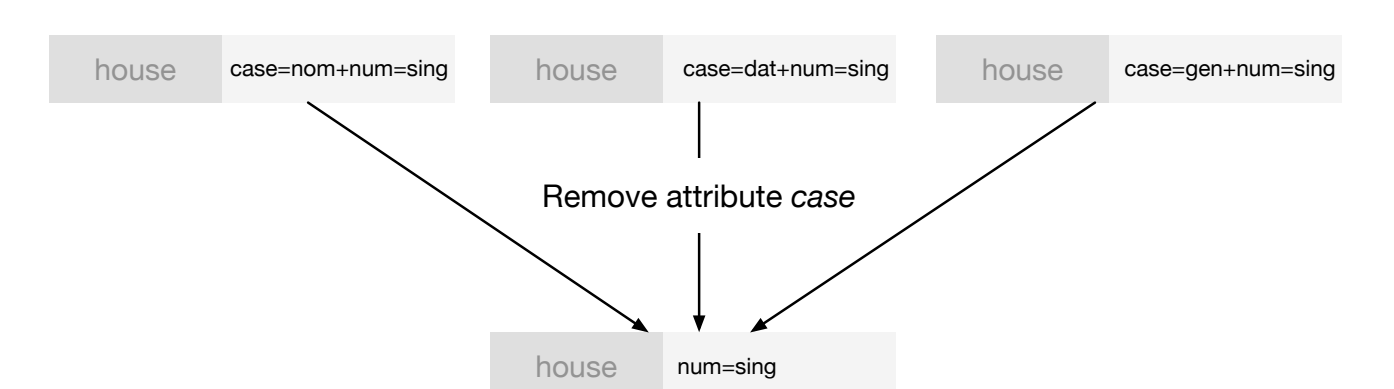 house case=nom+num=sing
house case=dat+num=sing
house case=gen+num=sing
Remove attribute case
house num=sing